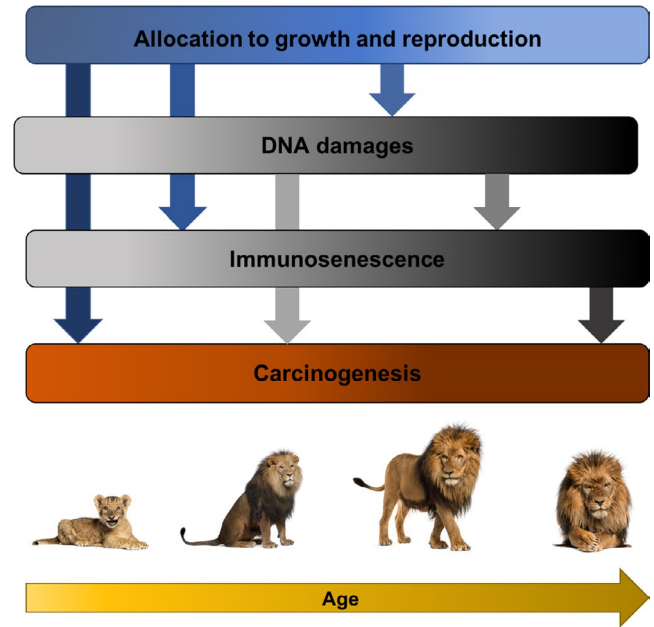 Allocation to growth and reproduction
DNA damages
Immunosenescence
Carcinogenesis
Age